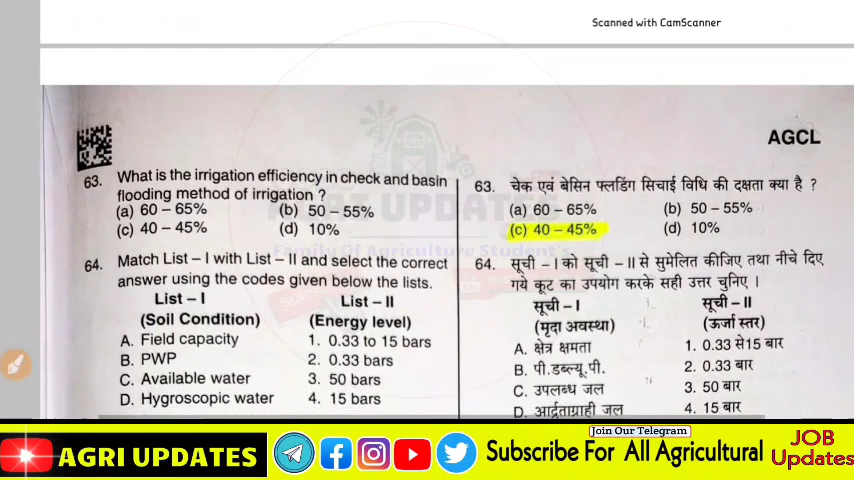 Scanned with CamScanner
AGCL
63. What is the irrigation efficiency in check and basin
flooding method of irrigation ?
(a) 60 – 65% (b) 50 – 55%
(c) 40 – 45% (d) 10%
64. Match List – I with List – II and select the correct
answer using the codes given below the lists.
List – I List – II
(Soil Condition) (Energy level)
A. Field capacity 1. 0.33 to 15 bars
B. PWP 2. 0.33 bars
C. Available water 3. 50 bars
D. Hygroscopic water 4. 15 bars
63. चेक एवं बेसिन फ्लडिंग सिचाई विधि की दक्षता क्या है ?
(a) 60 – 65% (b) 50 – 55%
(c) 40 – 45% (d) 10%
64. सूची – I को सूची – II से सुमेलित कीजिए तथा नीचे दिए
गये कूट का उपयोग करके सही उत्तर चुनिए ।
सूची – I सूची – II
(मृदा अवस्था) (ऊर्जा स्तर)
A. क्षेत्र क्षमता 1. 0.33 से15 बार
B. पी.डब्ल्यू.पी. 2. 0.33 बार
C. उपलब्ध जल 3. 50 बार
D. आर्द्रताग्राही जल 4. 15 बार
AGRI UPDATES
Family Of Agriculture Student's
Join Our Telegram
AGRI UPDATES
Subscribe For All Agricultural
JOB
Updates